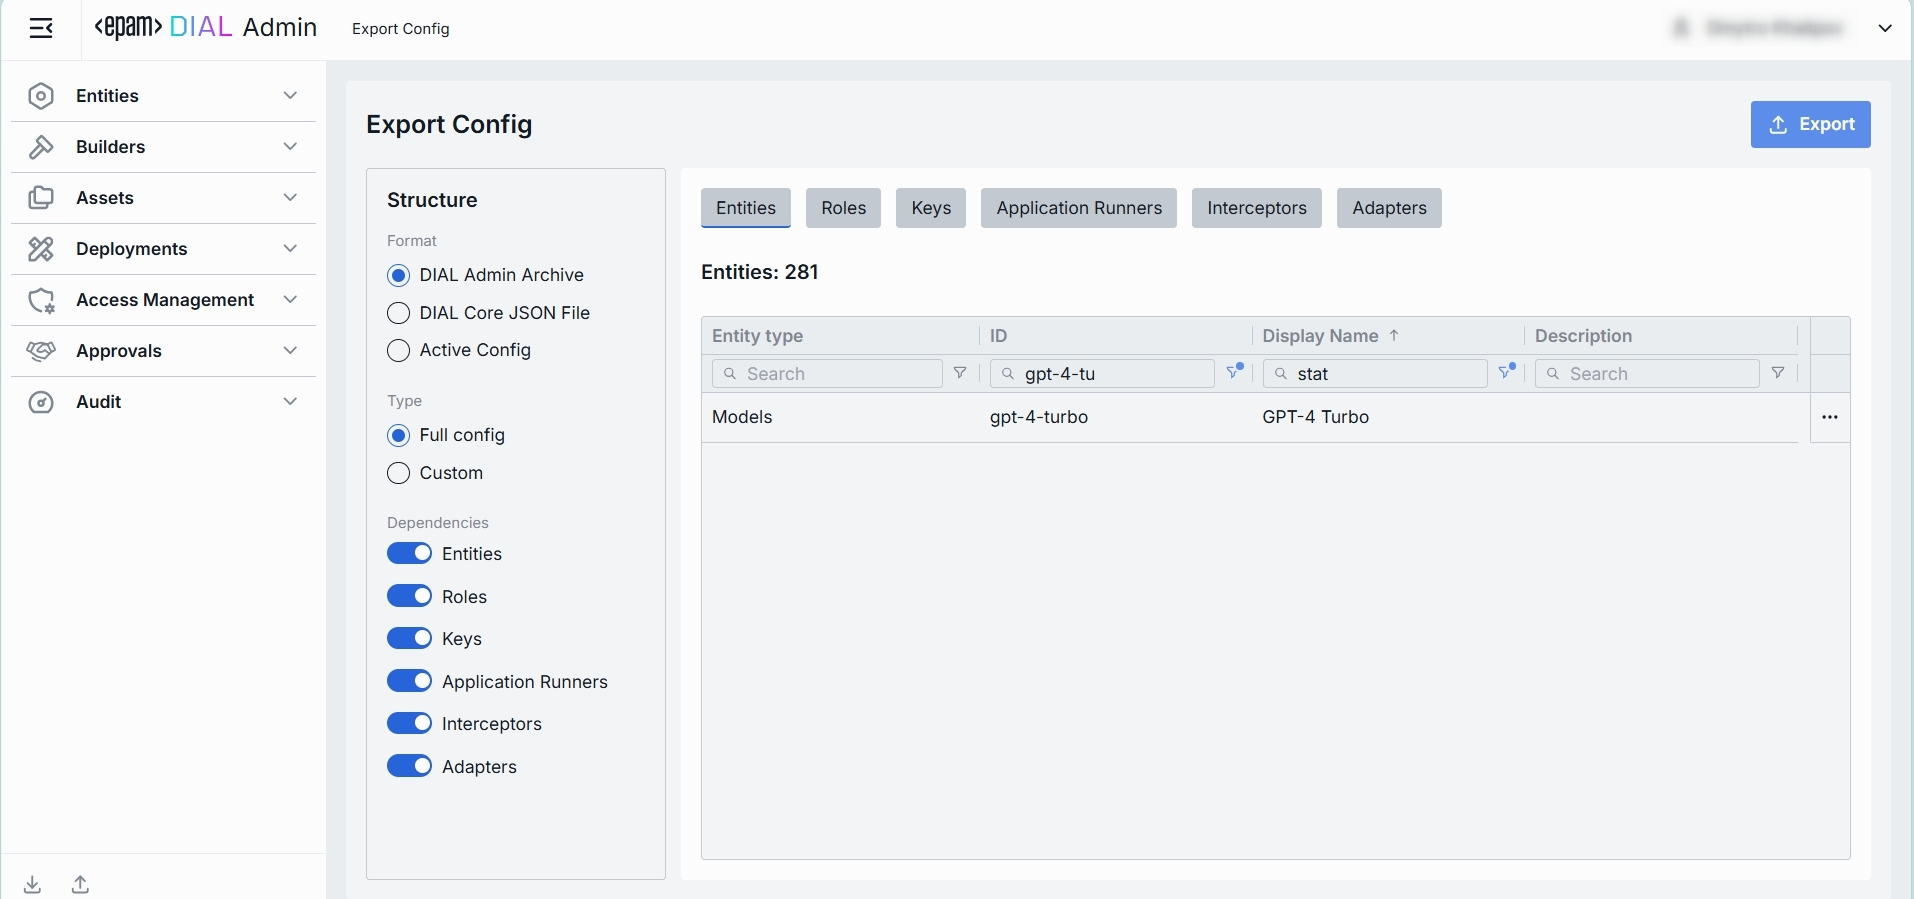 <epam> DIAL Admin
Export Config
Entities
Builders
Assets
Deployments
Access Management
Approvals
Audit
Export Config
Export
Structure
Format
DIAL Admin Archive
DIAL Core JSON File
Active Config
Type
Full config
Custom
Dependencies
Entities
Roles
Keys
Application Runners
Interceptors
Adapters
Entities Roles Keys Application Runners Interceptors Adapters
Entities: 281
Entity type ID Display Name Description
Search gpt-4-tu stat Search
Models gpt-4-turbo GPT-4 Turbo